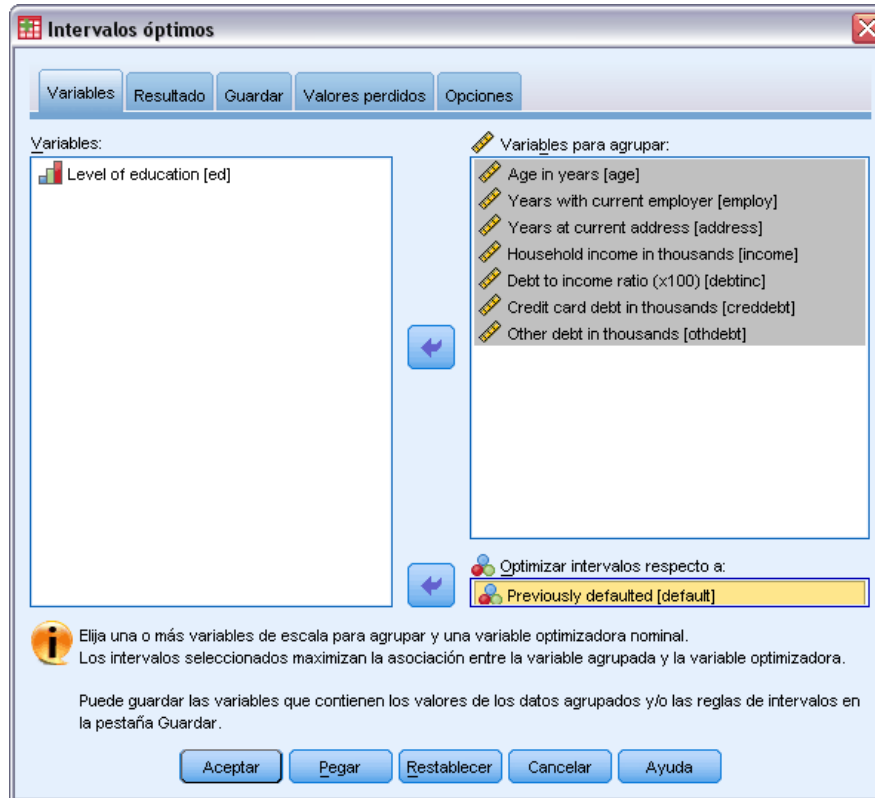 Intervalos óptimos
Variables
Resultado
Guardar
Valores perdidos
Opciones
Variables:
Level of education [ed]
Variables para agrupar:
Age in years [age]
Years with current employer [employ]
Years at current address [address]
Household income in thousands [income]
Debt to income ratio (x100) [debtinc]
Credit card debt in thousands [creddebt]
Other debt in thousands [othdebt]
Optimizar intervalos respecto a:
Previously defaulted [default]
Elija una o más variables de escala para agrupar y una variable optimizadora nominal.
Los intervalos seleccionados maximizan la asociación entre la variable agrupada y la variable optimizadora.
Puede guardar las variables que contienen los valores de los datos agrupados y/o las reglas de intervalos en
la pestaña Guardar.
Aceptar
Pegar
Restablecer
Cancelar
Ayuda